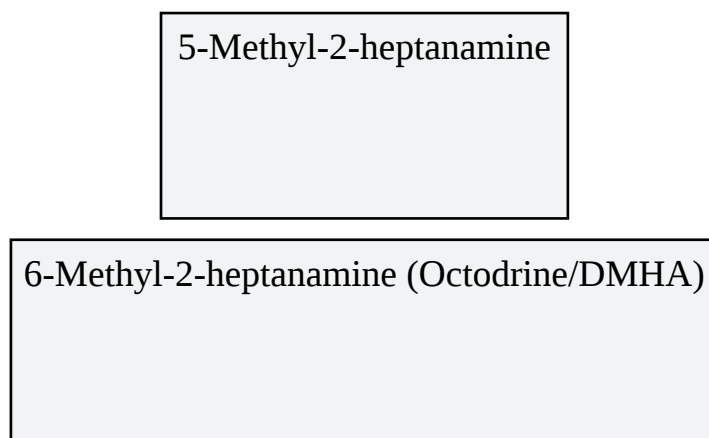 5-Methyl-2-heptanamine
6-Methyl-2-heptanamine (Octodrine/DMHA)